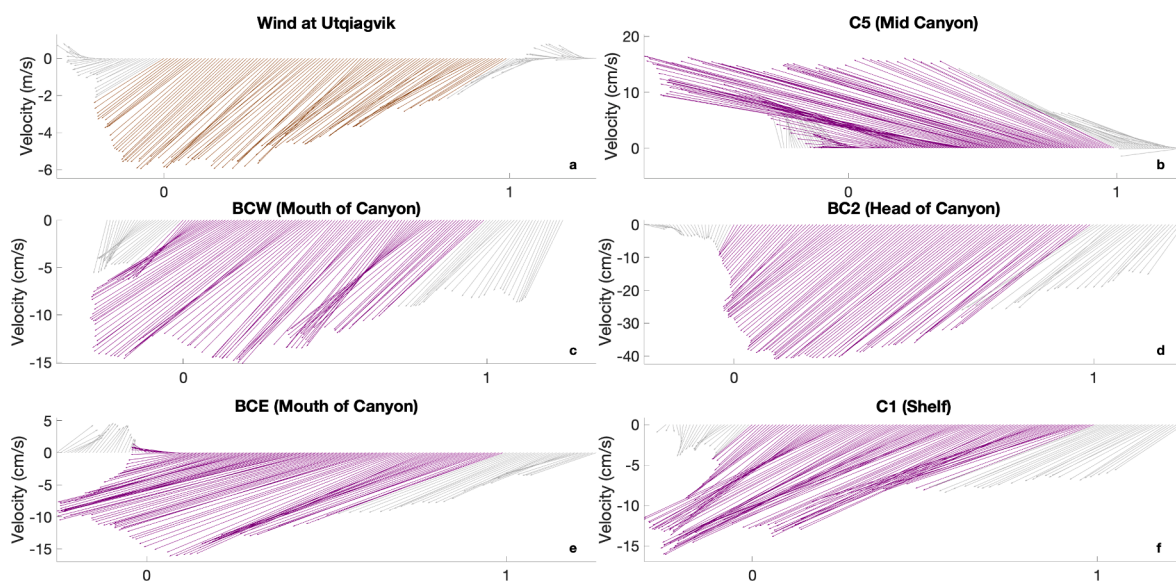 Wind at Utqiagvik
Velocity (m/s)
0
-2
-4
-6
0
1
a
C5 (Mid Canyon)
Velocity (cm/s)
20
10
0
0
1
b
BCW (Mouth of Canyon)
Velocity (cm/s)
0
-5
-10
-15
0
1
c
BC2 (Head of Canyon)
Velocity (cm/s)
0
-10
-20
-30
-40
0
1
d
BCE (Mouth of Canyon)
Velocity (cm/s)
5
0
-5
-10
-15
0
1
e
C1 (Shelf)
Velocity (cm/s)
0
-5
-10
-15
0
1
f